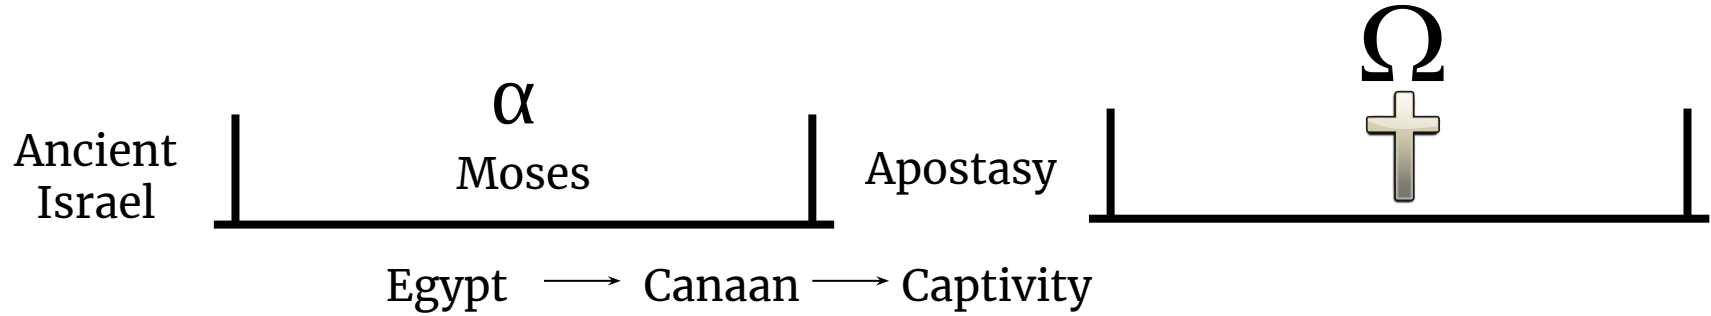 Ω
α
Ancient
Israel
Moses
Apostasy
Egypt → Canaan → Captivity